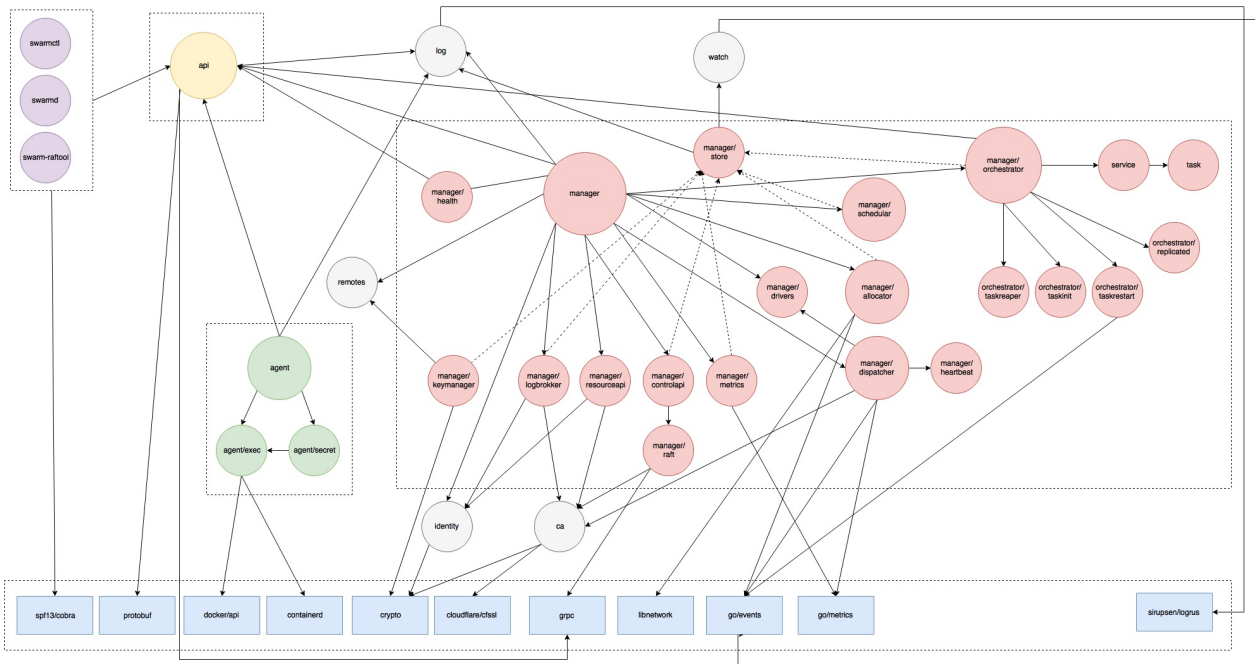 swarmctl
swarmd
swarm-raftool
api
log
watch
manager/
store
manager/
orchestrator
service
task
manager/
health
manager
manager/
schedular
orchestrator/
replicated
remotes
manager/
drivers
manager/
allocator
orchestrator/
taskreaper
orchestrator/
taskinit
orchestrator/
taskrestart
agent
manager/
keymanager
manager/
logbrokker
manager/
resourceapi
manager/
controlapi
manager/
metrics
manager/
dispatcher
manager/
heartbeat
agent/exec
agent/secret
manager/
raft
identity
ca
spf13/cobra
protobuf
docker/api
containerd
crypto
cloudflare/cfssl
grpc
libnetwork
go/events
go/metrics
sirupsen/logrus